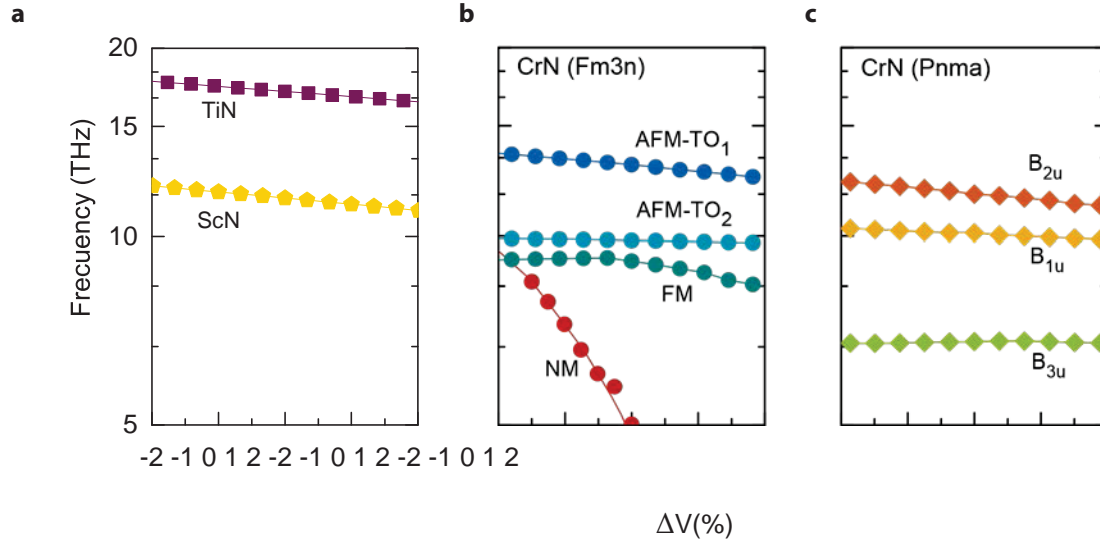 a
b
c
20
15
10
5
Frecuency (THz)
TiN
ScN
CrN (Fm3n)
AFM-TO1
AFM-TO2
FM
NM
CrN (Pnma)
B2u
B1u
B3u
-2 -1 0 1 2 -2 -1 0 1 2 -2 -1 0 1 2
ΔV(%)